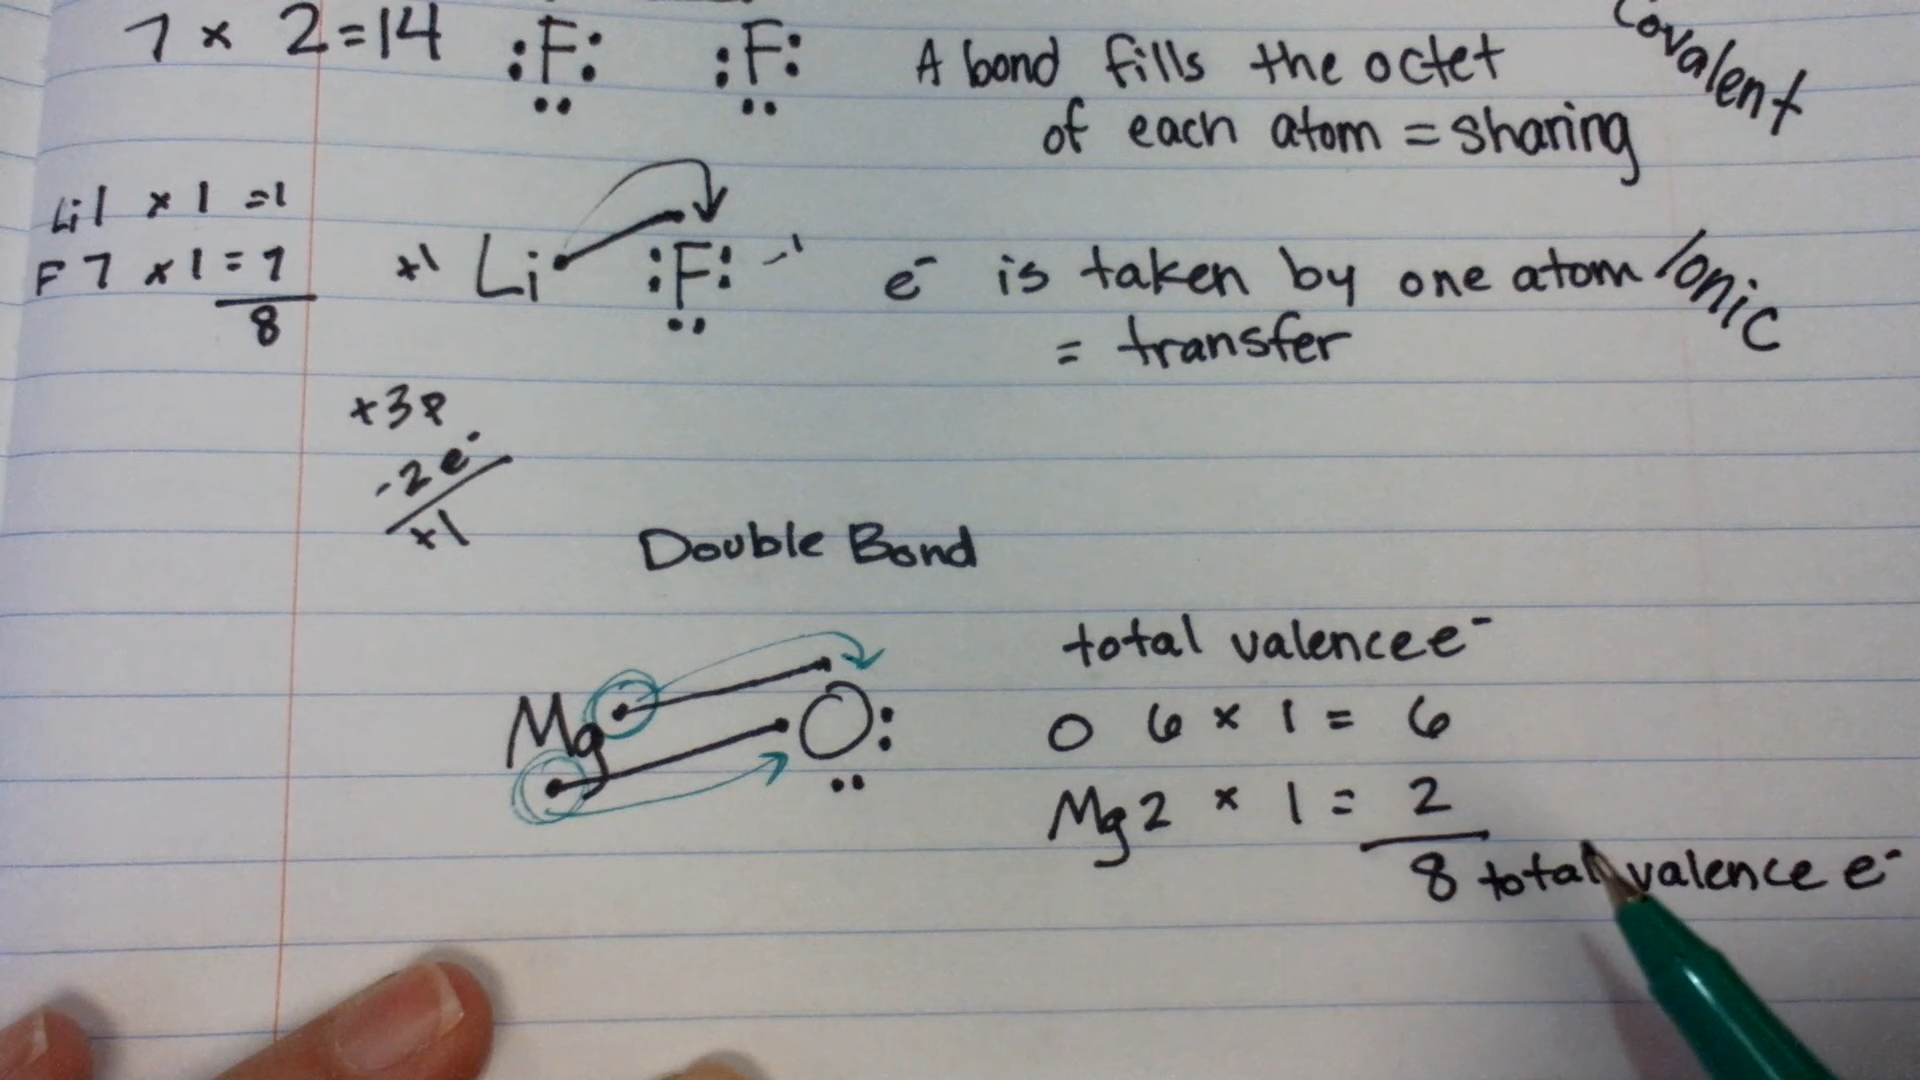 7 x 2=14 :F: :F: A bond fills the octet Covalent
of each atom = sharing
Li 1 x 1 =1
F 7 x 1 = 7 +1 Li :F: -1 e- is taken by one atom Ionic
8 = transfer
+3P
-2e-
+1
Double Bond
total valence e-
Mg O: O 6 x 1 = 6
Mg 2 x 1 = 2
8 total valence e-